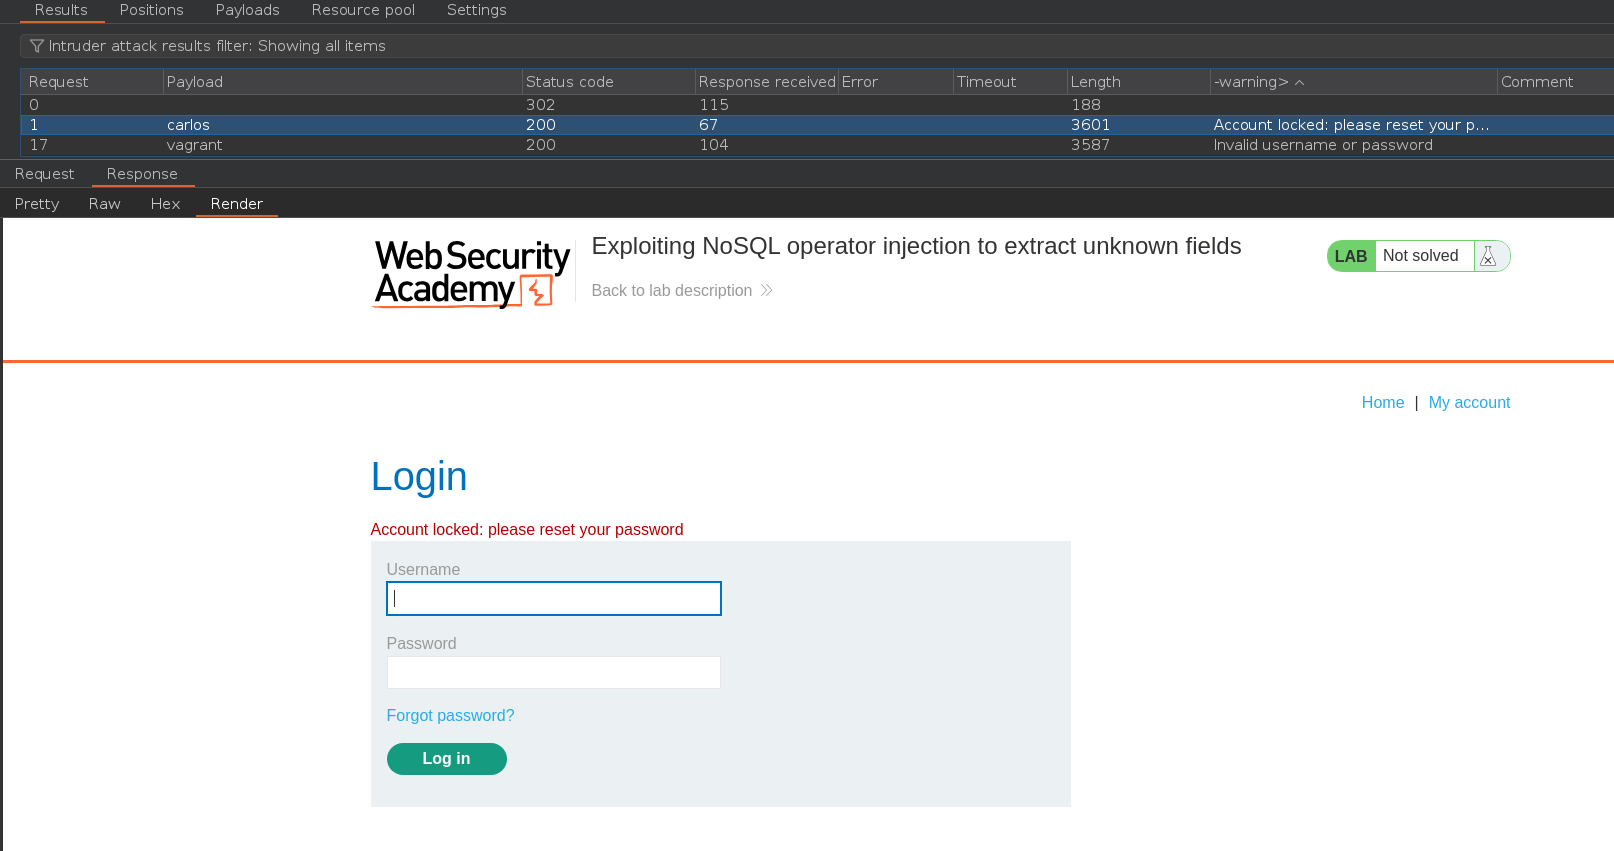 Results Positions Payloads Resource pool Settings
Intruder attack results filter: Showing all items
Request Payload Status code Response received Error Timeout Length -warning> Comment
0 302 115 188
1 carlos 200 67 3601 Account locked: please reset your p...
17 vagrant 200 104 3587 Invalid username or password
Request Response
Pretty Raw Hex Render
Web Security
Academy
Exploiting NoSQL operator injection to extract unknown fields
Back to lab description
LAB Not solved
Home | My account
Login
Account locked: please reset your password
Username
Password
Forgot password?
Log in